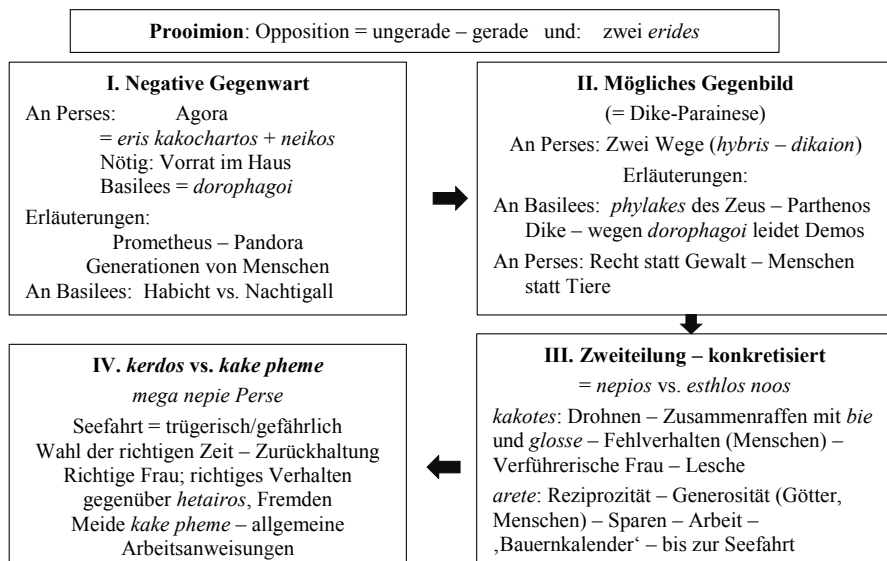 Prooimion: Opposition = ungerade – gerade und: zwei erides
I. Negative Gegenwart
An Perses: Agora
= eris kakochartos + neikos
Nötig: Vorrat im Haus
Basilees = dorophagoi
Erläuterungen:
Prometheus – Pandora
Generationen von Menschen
An Basilees: Habicht vs. Nachtigall
II. Mögliches Gegenbild
(= Dike-Parainese)
An Perses: Zwei Wege (hybris – dikaion)
Erläuterungen:
An Basilees: phylakes des Zeus – Parthenos
Dike – wegen dorophagoi leidet Demos
An Perses: Recht statt Gewalt – Menschen
statt Tiere
III. Zweiteilung – konkretisiert
= nepios vs. esthlos noos
kakotes: Drohnen – Zusammenraffen mit bie
und glosse – Fehlverhalten (Menschen) –
Verführerische Frau – Lesche
arete: Reziprozität – Generosität (Götter,
Menschen) – Sparen – Arbeit –
‚Bauernkalender‘ – bis zur Seefahrt
IV. kerdos vs. kake pheme
mega nepie Perse
Seefahrt = trügerisch/gefährlich
Wahl der richtigen Zeit – Zurückhaltung
Richtige Frau; richtiges Verhalten
gegenüber hetairos, Fremden
Meide kake pheme – allgemeine
Arbeitsanweisungen